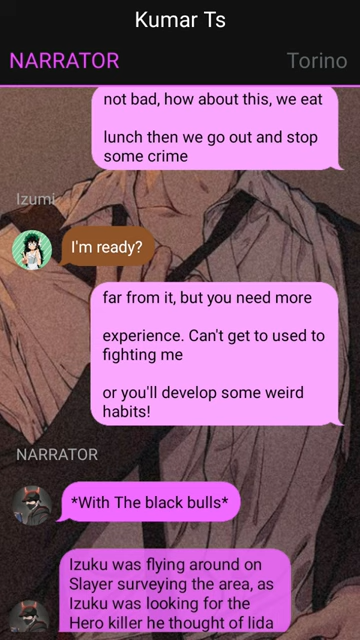 Kumar Ts
NARRATOR
Torino
not bad, how about this, we eat
lunch then we go out and stop
some crime
Izumi
I'm ready?
far from it, but you need more
experience. Can't get to used to
fighting me
or you'll develop some weird
habits!
NARRATOR
*With The black bulls*
Izuku was flying around on
Slayer surveying the area, as
Izuku was looking for the
Hero killer he thought of Iida